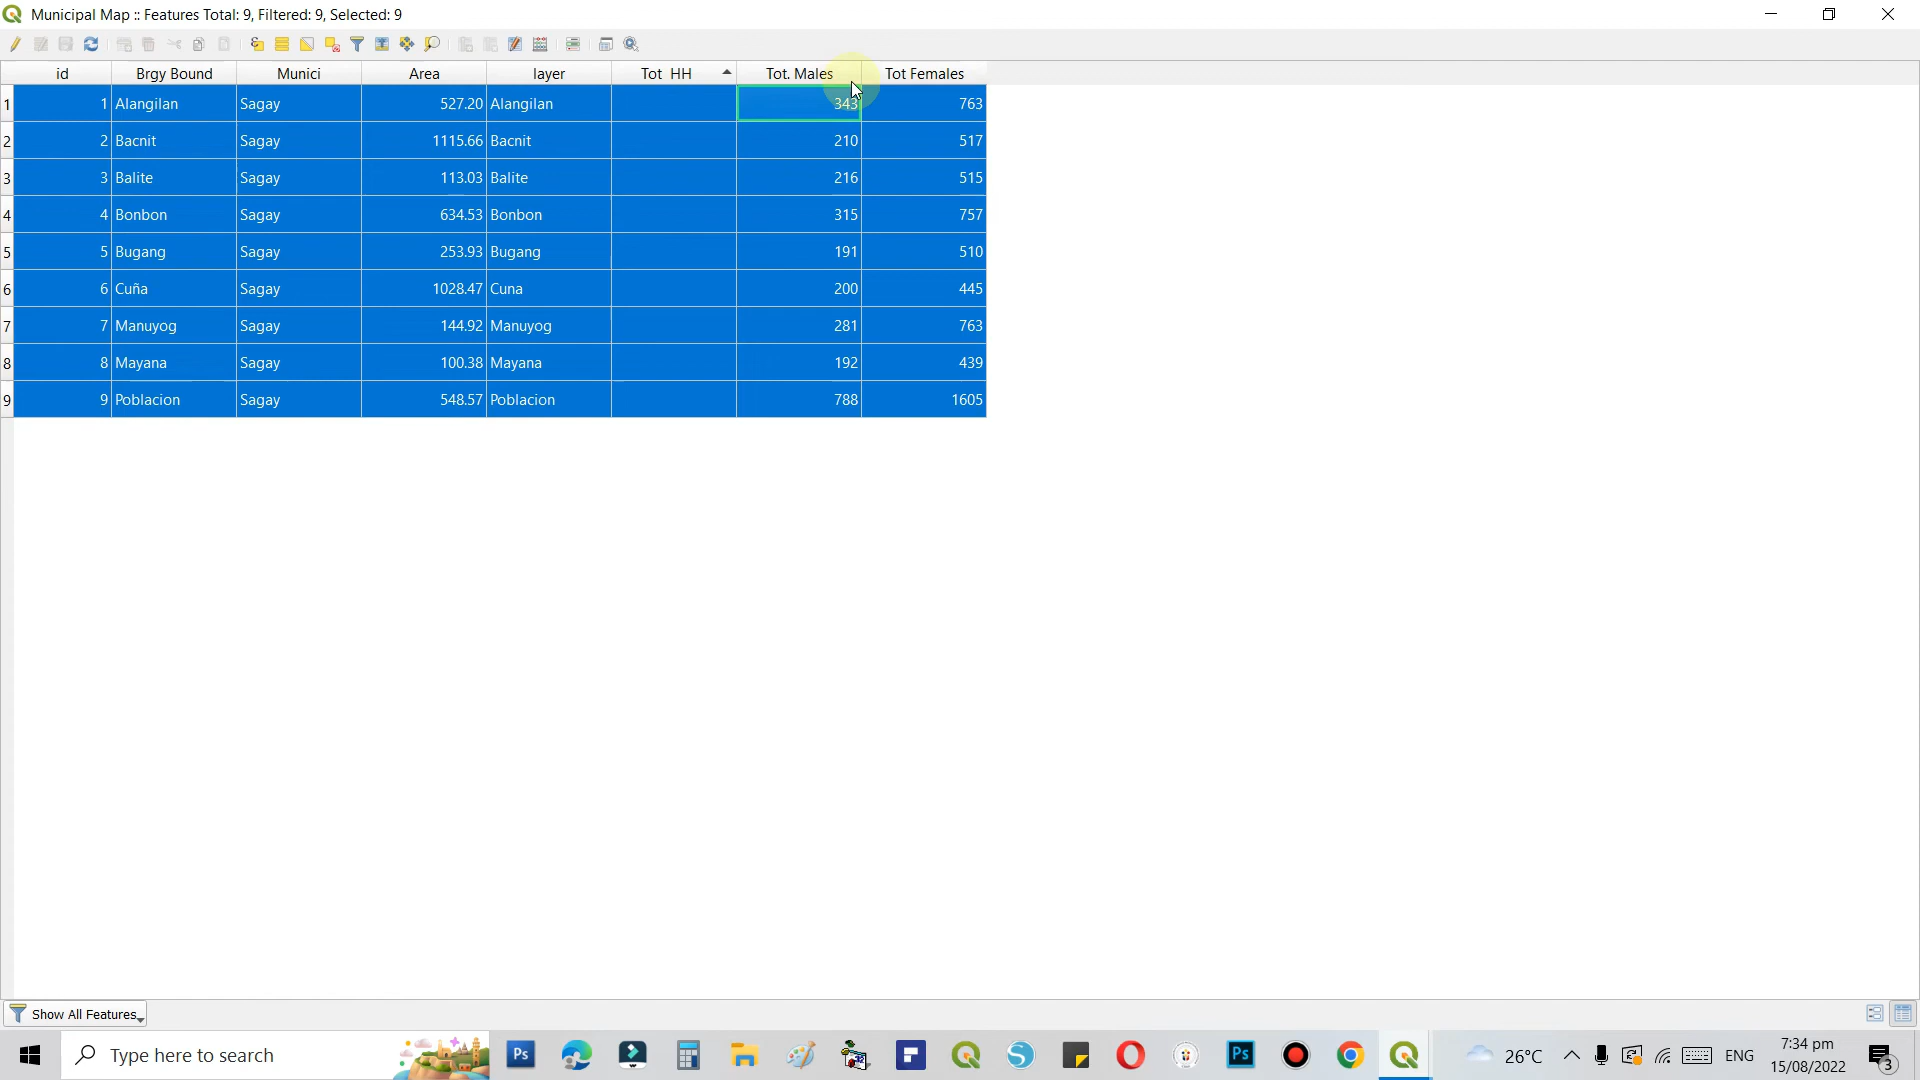 Municipal Map :: Features Total: 9, Filtered: 9, Selected: 9
id Brgy Bound Munici Area layer Tot HH Tot. Males Tot Females
1 1 Alangilan Sagay 527.20 Alangilan 343 763
2 2 Bacnit Sagay 1115.66 Bacnit 210 517
3 3 Balite Sagay 113.03 Balite 216 515
4 4 Bonbon Sagay 634.53 Bonbon 315 757
5 5 Bugang Sagay 253.93 Bugang 191 510
6 6 Cuña Sagay 1028.47 Cuna 200 445
7 7 Manuyog Sagay 144.92 Manuyog 281 763
8 8 Mayana Sagay 100.38 Mayana 192 439
9 9 Poblacion Sagay 548.57 Poblacion 788 1605
Show All Features
Type here to search
Ps
Ps
26°C
ENG
7:34 pm
15/08/2022
3